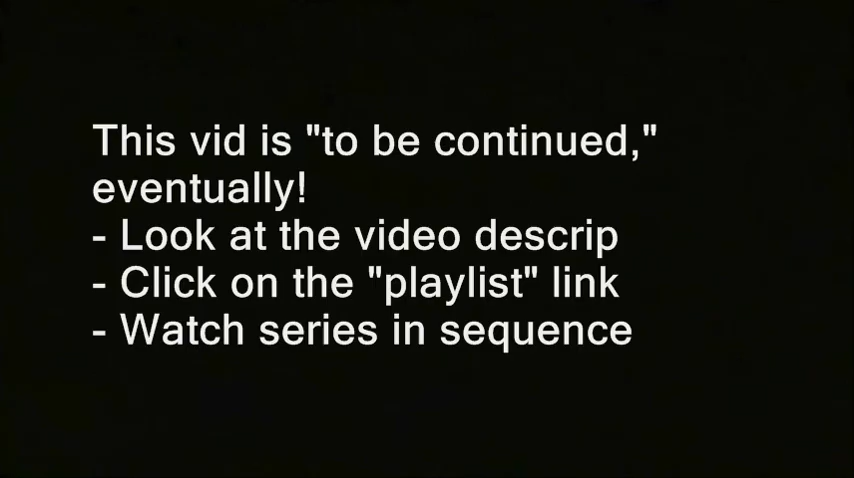 This vid is "to be continued,"
eventually!
- Look at the video descrip
- Click on the "playlist" link
- Watch series in sequence